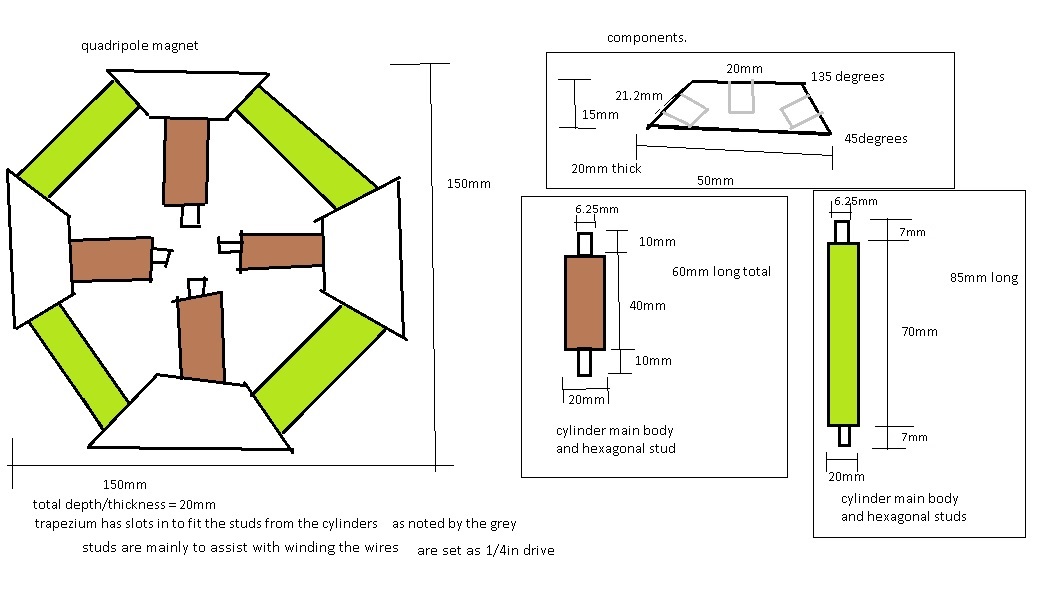 quadripole magnet
150mm
150mm
total depth/thickness = 20mm
trapezium has slots in to fit the studs from the cylinders as noted by the grey
studs are mainly to assist with winding the wires are set as 1/4in drive
components.
20mm
135 degrees
21.2mm
15mm
45degrees
20mm thick
50mm
6.25mm
10mm
60mm long total
40mm
10mm
20mm
cylinder main body
and hexagonal stud
6.25mm
7mm
85mm long
70mm
7mm
20mm
cylinder main body
and hexagonal studs